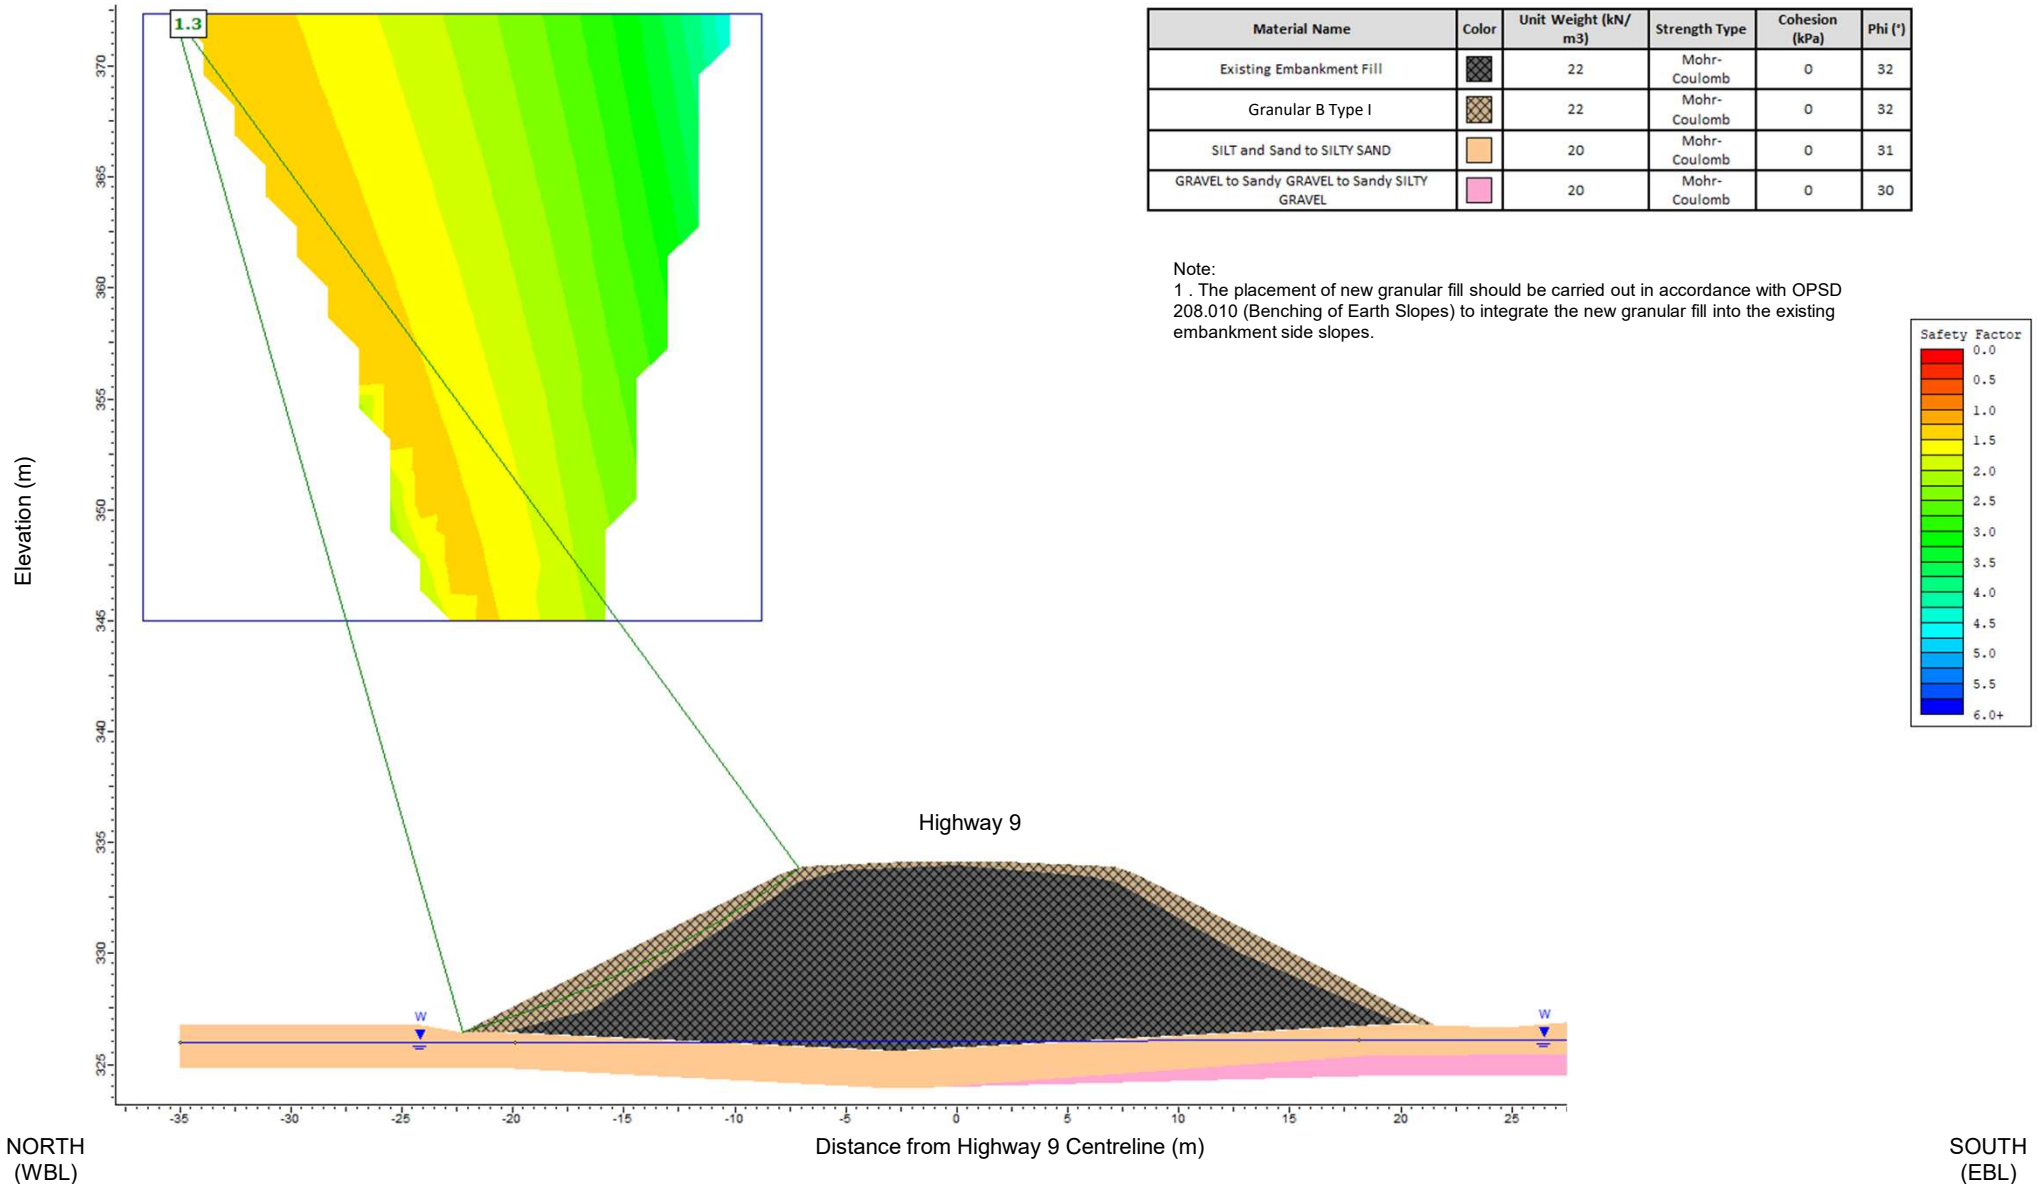 1.3
Material Name Color Unit Weight (kN/
m3) Strength Type Cohesion
(kPa) Phi (°)
Existing Embankment Fill 22 Mohr-
Coulomb 0 32
Granular B Type I 22 Mohr-
Coulomb 0 32
SILT and Sand to SILTY SAND 20 Mohr-
Coulomb 0 31
GRAVEL to Sandy GRAVEL to Sandy SILTY
GRAVEL 20 Mohr-
Coulomb 0 30
Note:
1 . The placement of new granular fill should be carried out in accordance with OPSD
208.010 (Benching of Earth Slopes) to integrate the new granular fill into the existing
embankment side slopes.
Safety Factor
0.0
0.5
1.0
1.5
2.0
2.5
3.0
3.5
4.0
4.5
5.0
5.5
6.0+
Elevation (m)
370
365
360
355
350
345
340
335
330
325
Highway 9
W
W
-35 -30 -25 -20 -15 -10 -5 0 5 10 15 20 25
Distance from Highway 9 Centreline (m)
NORTH
(WBL)
SOUTH
(EBL)